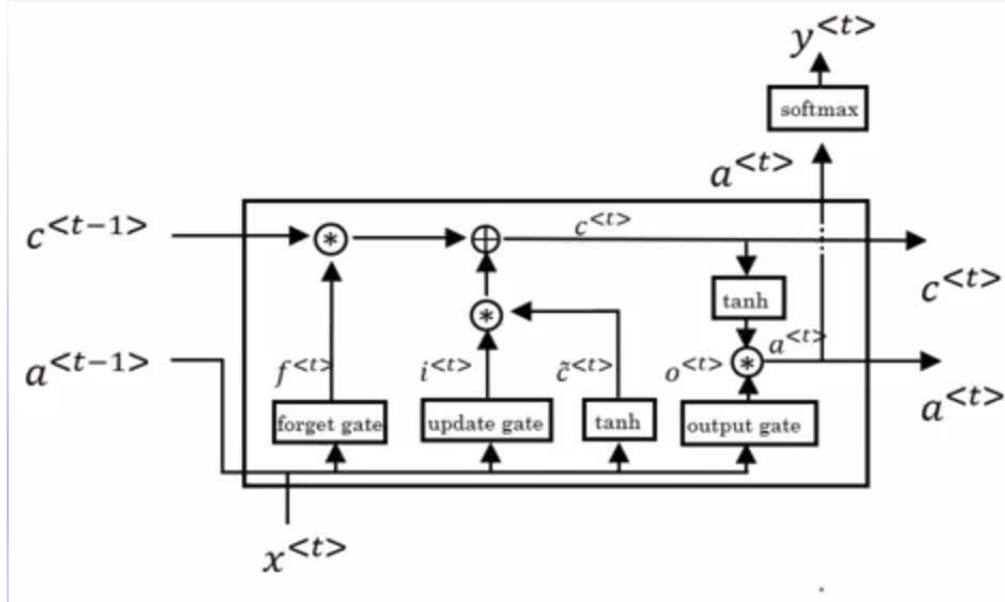 y<t>
softmax
a<t>
c<t-1>
c<t>
c<t>
tanh
a<t-1>
f<t>
i<t>
c̃<t>
o<t>
a<t>
a<t>
forget gate
update gate
tanh
output gate
x<t>